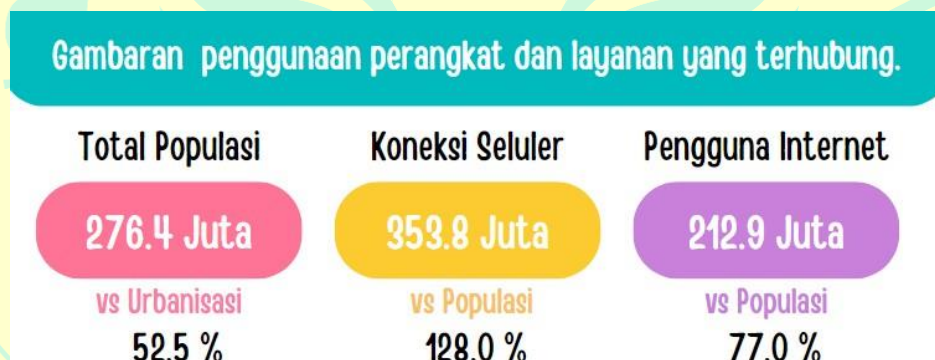 Gambaran penggunaan perangkat dan layanan yang terhubung.
Total Populasi
276.4 Juta
vs Urbanisasi
52.5 %
Koneksi Seluler
353.8 Juta
vs Populasi
128.0 %
Pengguna Internet
212.9 Juta
vs Populasi
77.0 %